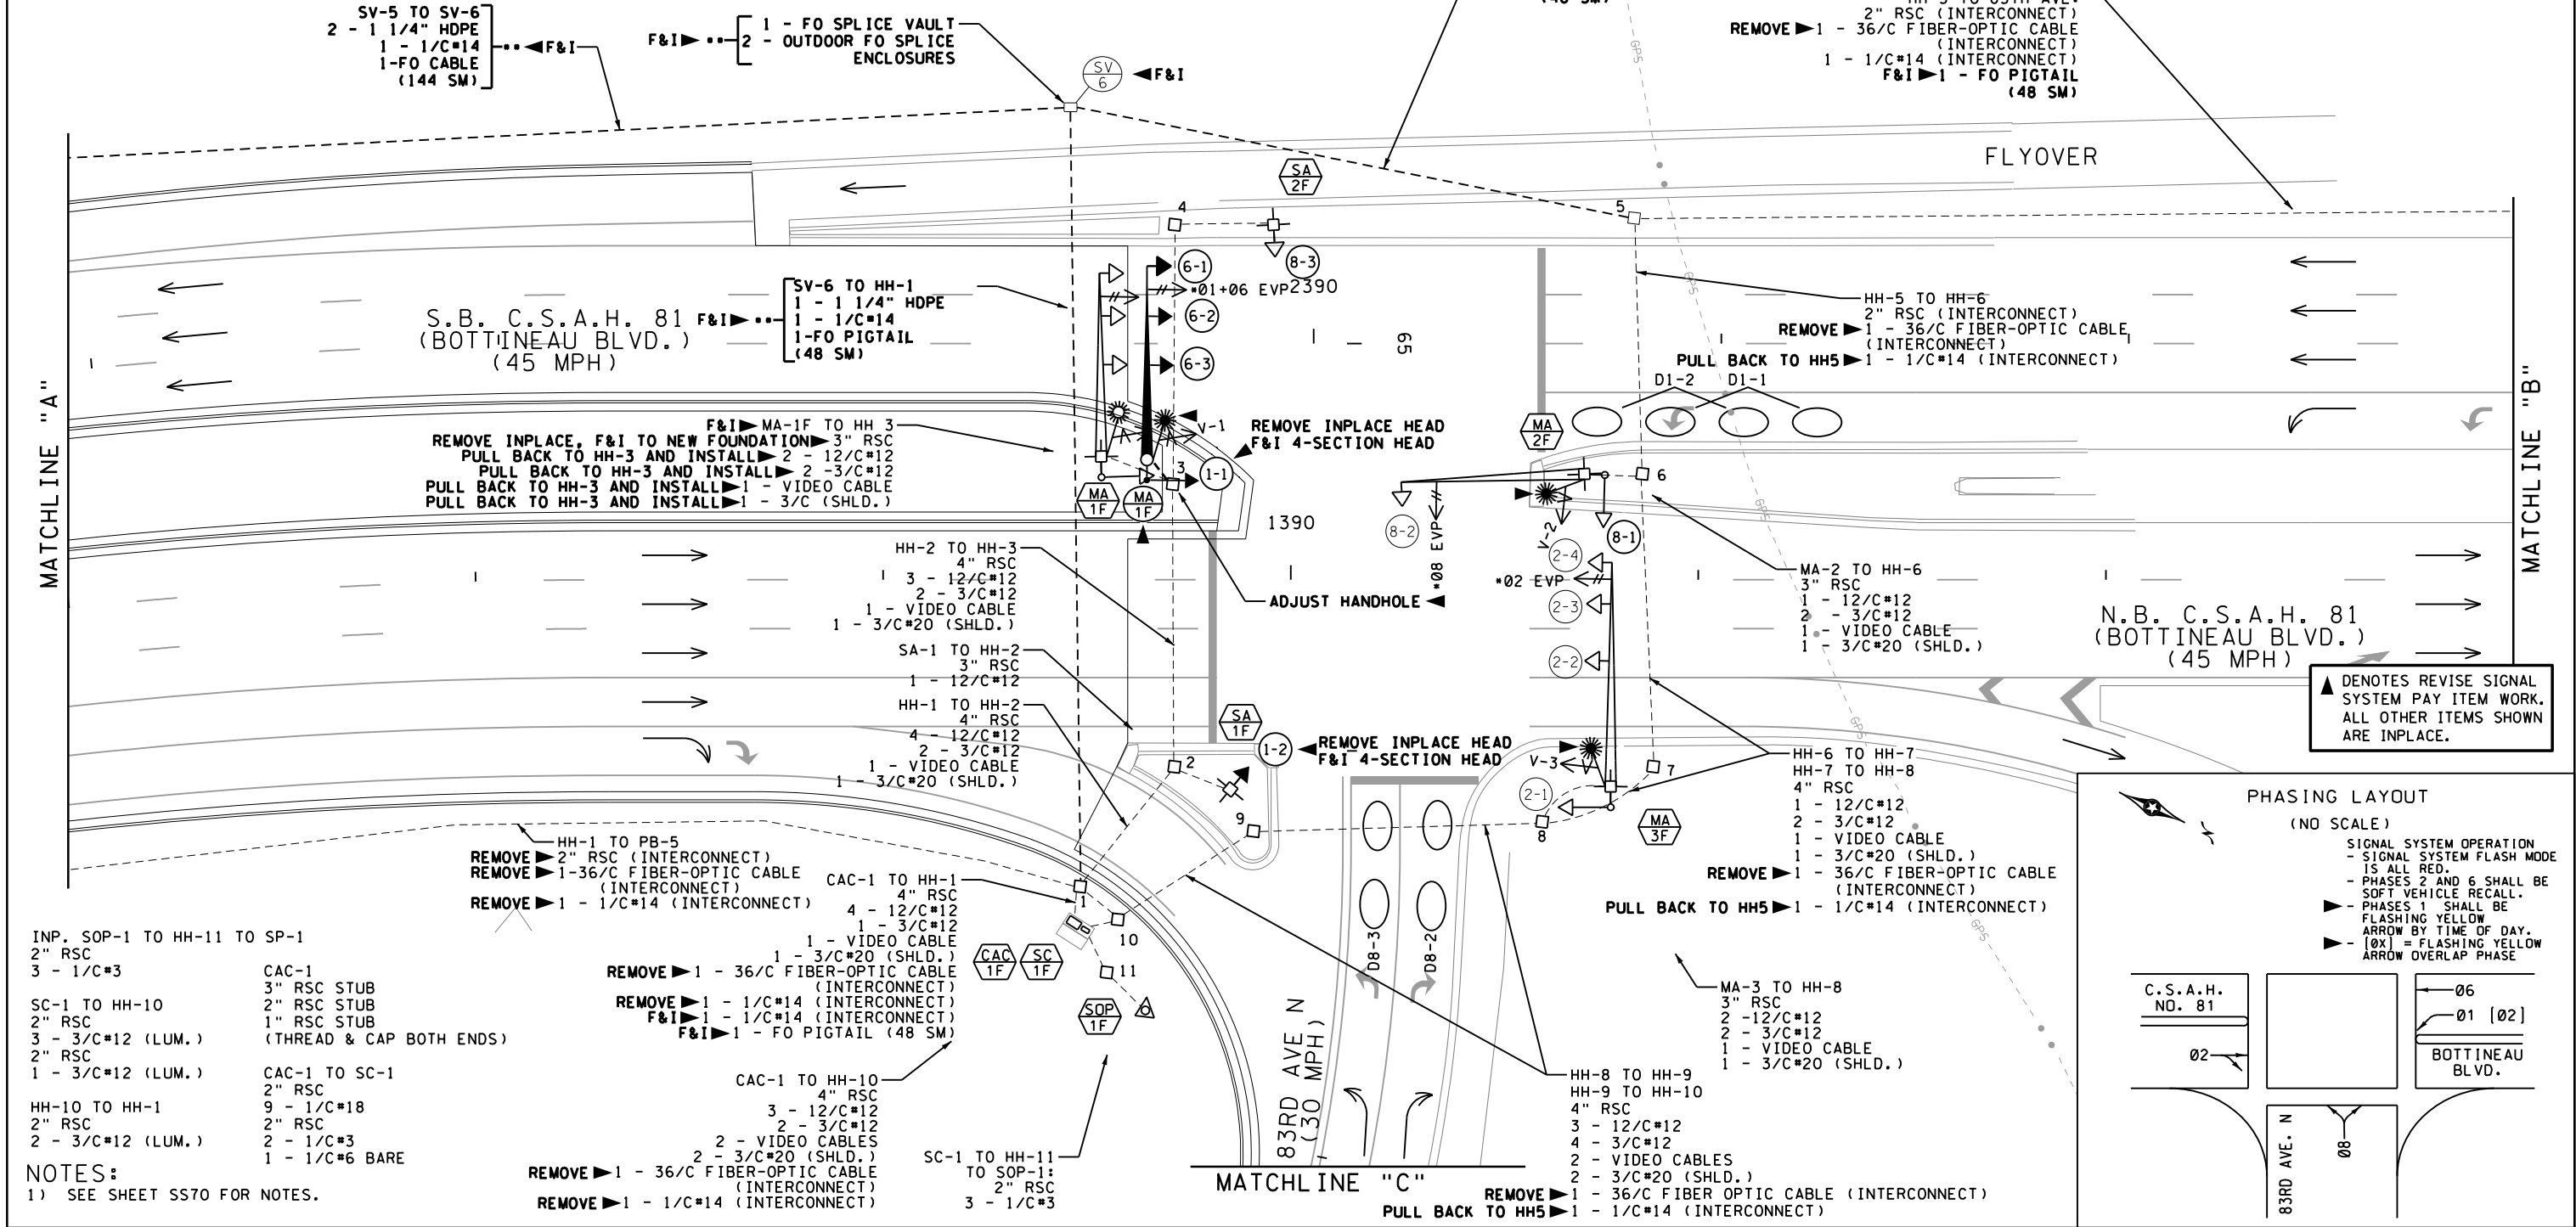 SV-5 TO SV-6
2 - 1 1/4" HDPE
1 - 1/C#14
1-FO CABLE
(144 SM)
◄F&I
F&I►
1 - FO SPLICE VAULT
2 - OUTDOOR FO SPLICE
ENCLOSURES
SV
6
◄F&I
2" RSC (INTERCONNECT)
REMOVE►1 - 36/C FIBER-OPTIC CABLE
(INTERCONNECT)
1 - 1/C#14 (INTERCONNECT)
F&I►1 - FO PIGTAIL
(48 SM)
GPS
FLYOVER
SA
2F
4
5
8-3
6-1
6-2
6-3
*01+06 EVP
2390
65
MATCHLINE "A"
S.B. C.S.A.H. 81
(BOTTINEAU BLVD.)
(45 MPH)
F&I►
SV-6 TO HH-1
1 - 1 1/4" HDPE
1 - 1/C#14
1-FO PIGTAIL
(48 SM)
GPS
HH-5 TO HH-6
2" RSC (INTERCONNECT)
REMOVE►1 - 36/C FIBER-OPTIC CABLE
(INTERCONNECT)
PULL BACK TO HH5►1 - 1/C#14 (INTERCONNECT)
D1-2
D1-1
MATCHLINE "B"
F&I►MA-1F TO HH 3
REMOVE INPLACE, F&I TO NEW FOUNDATION►3" RSC
PULL BACK TO HH-3 AND INSTALL►2 - 12/C#12
PULL BACK TO HH-3 AND INSTALL►2 -3/C#12
PULL BACK TO HH-3 AND INSTALL►1 - VIDEO CABLE
PULL BACK TO HH-3 AND INSTALL►1 - 3/C (SHLD.)
V-1
REMOVE INPLACE HEAD
F&I 4-SECTION HEAD
1-1
3
MA
1F
MA
1F
MA
2F
6
1390
8-2
*08 EVP
V-2
8-1
2-4
*02 EVP
2-3
2-2
GPS
HH-2 TO HH-3
4" RSC
3 - 12/C#12
2 - 3/C#12
1 - VIDEO CABLE
1 - 3/C#20 (SHLD.)
ADJUST HANDHOLE◄
MA-2 TO HH-6
3" RSC
1 - 12/C#12
2 - 3/C#12
1 - VIDEO CABLE
1 - 3/C#20 (SHLD.)
N.B. C.S.A.H. 81
(BOTTINEAU BLVD.)
(45 MPH)
▲ DENOTES REVISE SIGNAL
SYSTEM PAY ITEM WORK.
ALL OTHER ITEMS SHOWN
ARE INPLACE.
SA-1 TO HH-2
3" RSC
1 - 12/C#12
HH-1 TO HH-2
4" RSC
4 - 12/C#12
2 - 3/C#12
1 - VIDEO CABLE
1 - 3/C#20 (SHLD.)
SA
1F
1-2
REMOVE INPLACE HEAD
F&I 4-SECTION HEAD
2
9
V-3
2-1
8
7
MA
3F
GPS
HH-6 TO HH-7
HH-7 TO HH-8
4" RSC
1 - 12/C#12
2 - 3/C#12
1 - VIDEO CABLE
1 - 3/C#20 (SHLD.)
REMOVE►1 - 36/C FIBER-OPTIC CABLE
(INTERCONNECT)
PULL BACK TO HH5►1 - 1/C#14 (INTERCONNECT)
GPS
HH-1 TO PB-5
REMOVE►2" RSC (INTERCONNECT)
REMOVE►1-36/C FIBER-OPTIC CABLE
(INTERCONNECT)
REMOVE►1 - 1/C#14 (INTERCONNECT)
CAC-1 TO HH-1
4" RSC
4 - 12/C#12
1 - 3/C#12
1 - VIDEO CABLE
1 - 3/C#20 (SHLD.)
REMOVE►1 - 36/C FIBER-OPTIC CABLE
(INTERCONNECT)
REMOVE►1 - 1/C#14 (INTERCONNECT)
F&I►1 - 1/C#14 (INTERCONNECT)
F&I►1 - FO PIGTAIL (48 SM)
1
10
11
CAC
1F
SC
1F
SOP
1F
D8-3
D8-2
83RD AVE N
(30 MPH)
MA-3 TO HH-8
3" RSC
2 -12/C#12
2 - 3/C#12
1 - VIDEO CABLE
1 - 3/C#20 (SHLD.)
INP. SOP-1 TO HH-11 TO SP-1
2" RSC
3 - 1/C#3
SC-1 TO HH-10
2" RSC
3 - 3/C#12 (LUM.)
2" RSC
1 - 3/C#12 (LUM.)
HH-10 TO HH-1
2" RSC
2 - 3/C#12 (LUM.)
CAC-1
3" RSC STUB
2" RSC STUB
1" RSC STUB
(THREAD & CAP BOTH ENDS)
CAC-1 TO SC-1
2" RSC
9 - 1/C#18
2" RSC
2 - 1/C#3
1 - 1/C#6 BARE
CAC-1 TO HH-10
4" RSC
3 - 12/C#12
2 - 3/C#12
2 - VIDEO CABLES
2 - 3/C#20 (SHLD.)
REMOVE►1 - 36/C FIBER-OPTIC CABLE
(INTERCONNECT)
REMOVE►1 - 1/C#14 (INTERCONNECT)
SC-1 TO HH-11
TO SOP-1:
2" RSC
3 - 1/C#3
MATCHLINE "C"
HH-8 TO HH-9
HH-9 TO HH-10
4" RSC
3 - 12/C#12
4 - 3/C#12
2 - VIDEO CABLES
2 - 3/C#20 (SHLD.)
REMOVE►1 - 36/C FIBER OPTIC CABLE (INTERCONNECT)
PULL BACK TO HH5►1 - 1/C#14 (INTERCONNECT)
NOTES:
1) SEE SHEET SS70 FOR NOTES.
PHASING LAYOUT
(NO SCALE)
SIGNAL SYSTEM OPERATION
- SIGNAL SYSTEM FLASH MODE
IS ALL RED.
- PHASES 2 AND 6 SHALL BE
SOFT VEHICLE RECALL.
►- PHASES 1 SHALL BE
FLASHING YELLOW
ARROW BY TIME OF DAY.
►- [0X] = FLASHING YELLOW
ARROW OVERLAP PHASE
C.S.A.H.
NO. 81
06
01 [02]
02
BOTTINEAU
BLVD.
83RD AVE. N
08